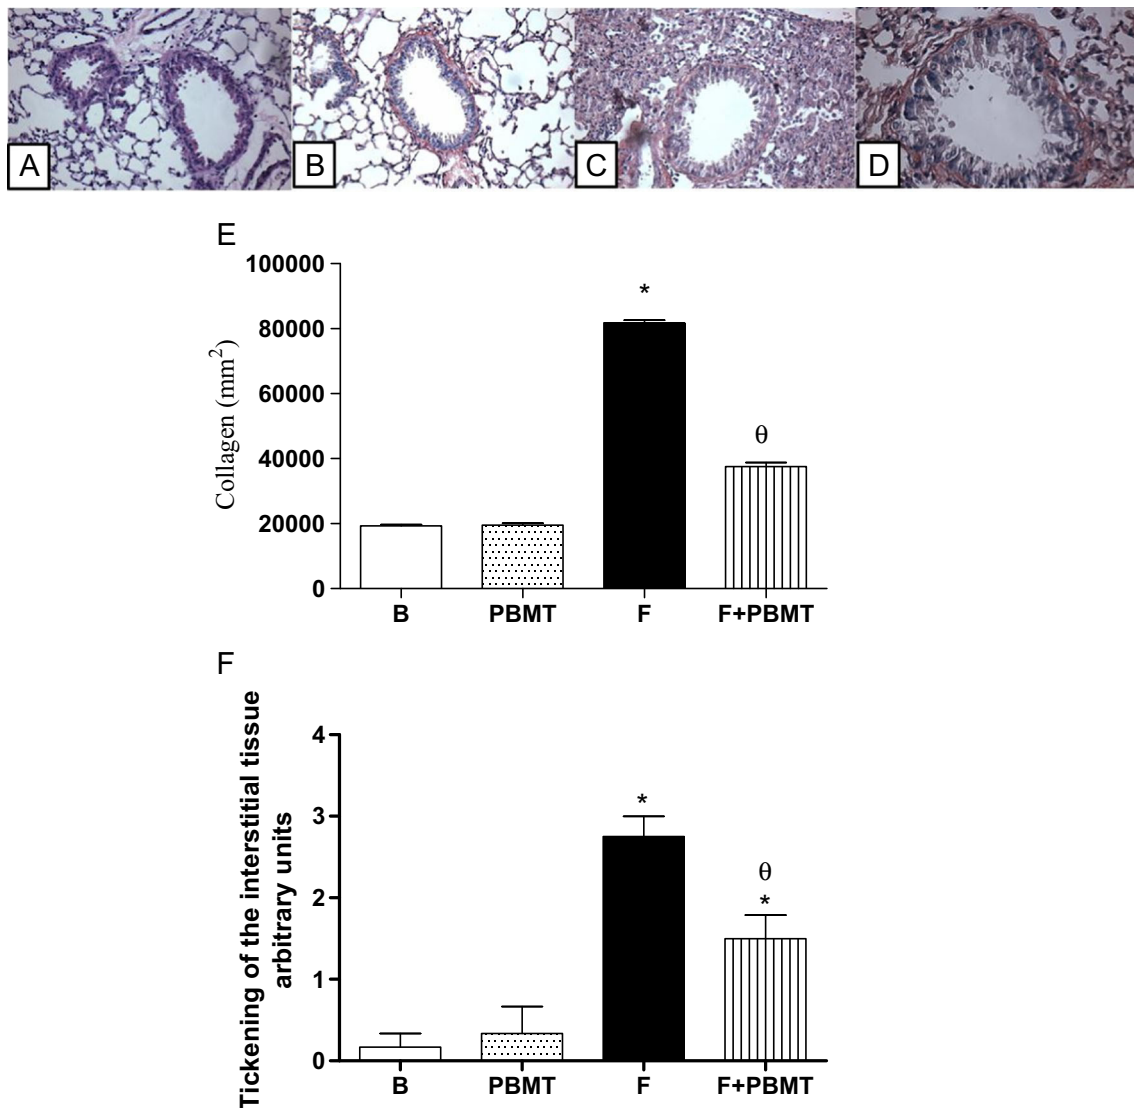 A
B
C
D
E
100000
80000
60000
40000
20000
0
Collagen (mm²)
*
θ
B PBMT F F+PBMT
F
Tickening of the interstitial tissue
arbitrary units
4
3
2
1
0
*
θ
*
B PBMT F F+PBMT